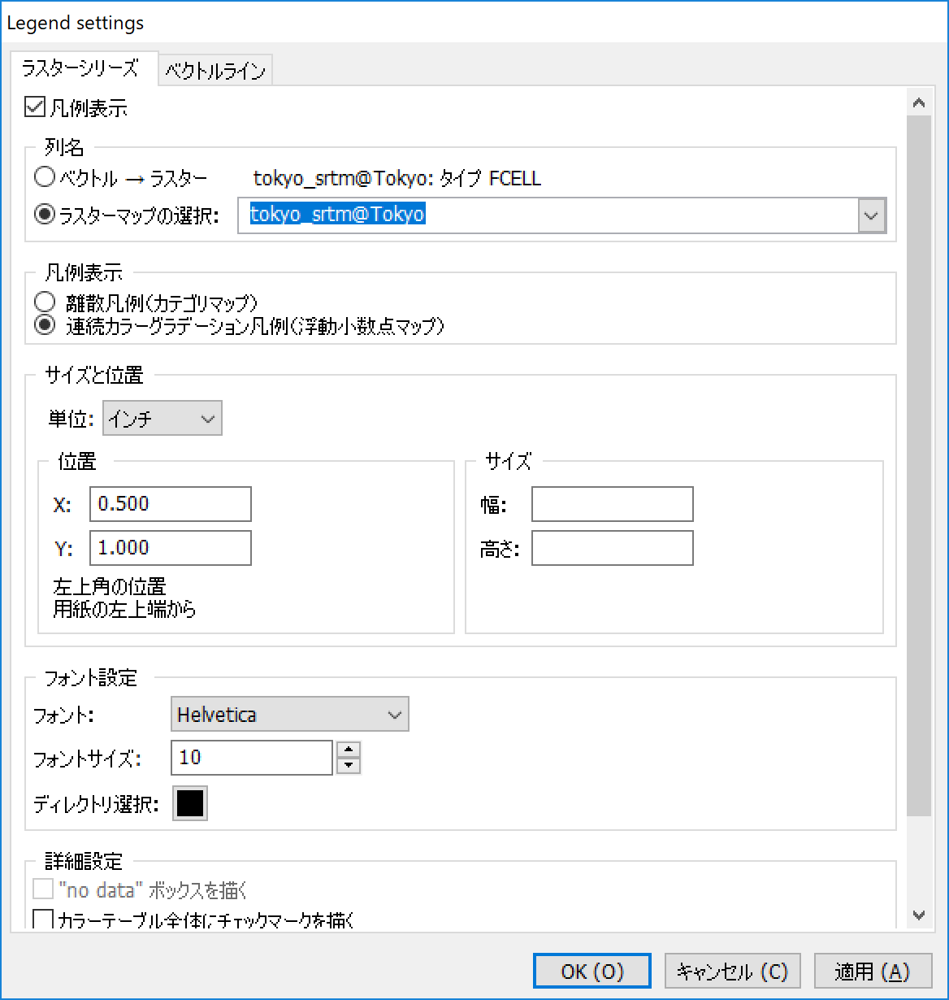 Legend settings
ラスターシリーズ ベクトルライン
凡例表示
列名
ベクトル → ラスター tokyo_srtm@Tokyo: タイプ FCELL
ラスターマップの選択: tokyo_srtm@Tokyo
凡例表示
離散凡例(カテゴリマップ)
連続カラーグラデーション凡例(浮動小数点マップ)
サイズと位置
単位: インチ
位置 サイズ
X: 0.500 幅:
Y: 1.000 高さ:
左上角の位置
用紙の左上端から
フォント設定
フォント: Helvetica
フォントサイズ: 10
ディレクトリ選択:
詳細設定
"no data" ボックスを描く
カラーテーブル全体にチェックマークを描く
OK (O) キャンセル (C) 適用 (A)